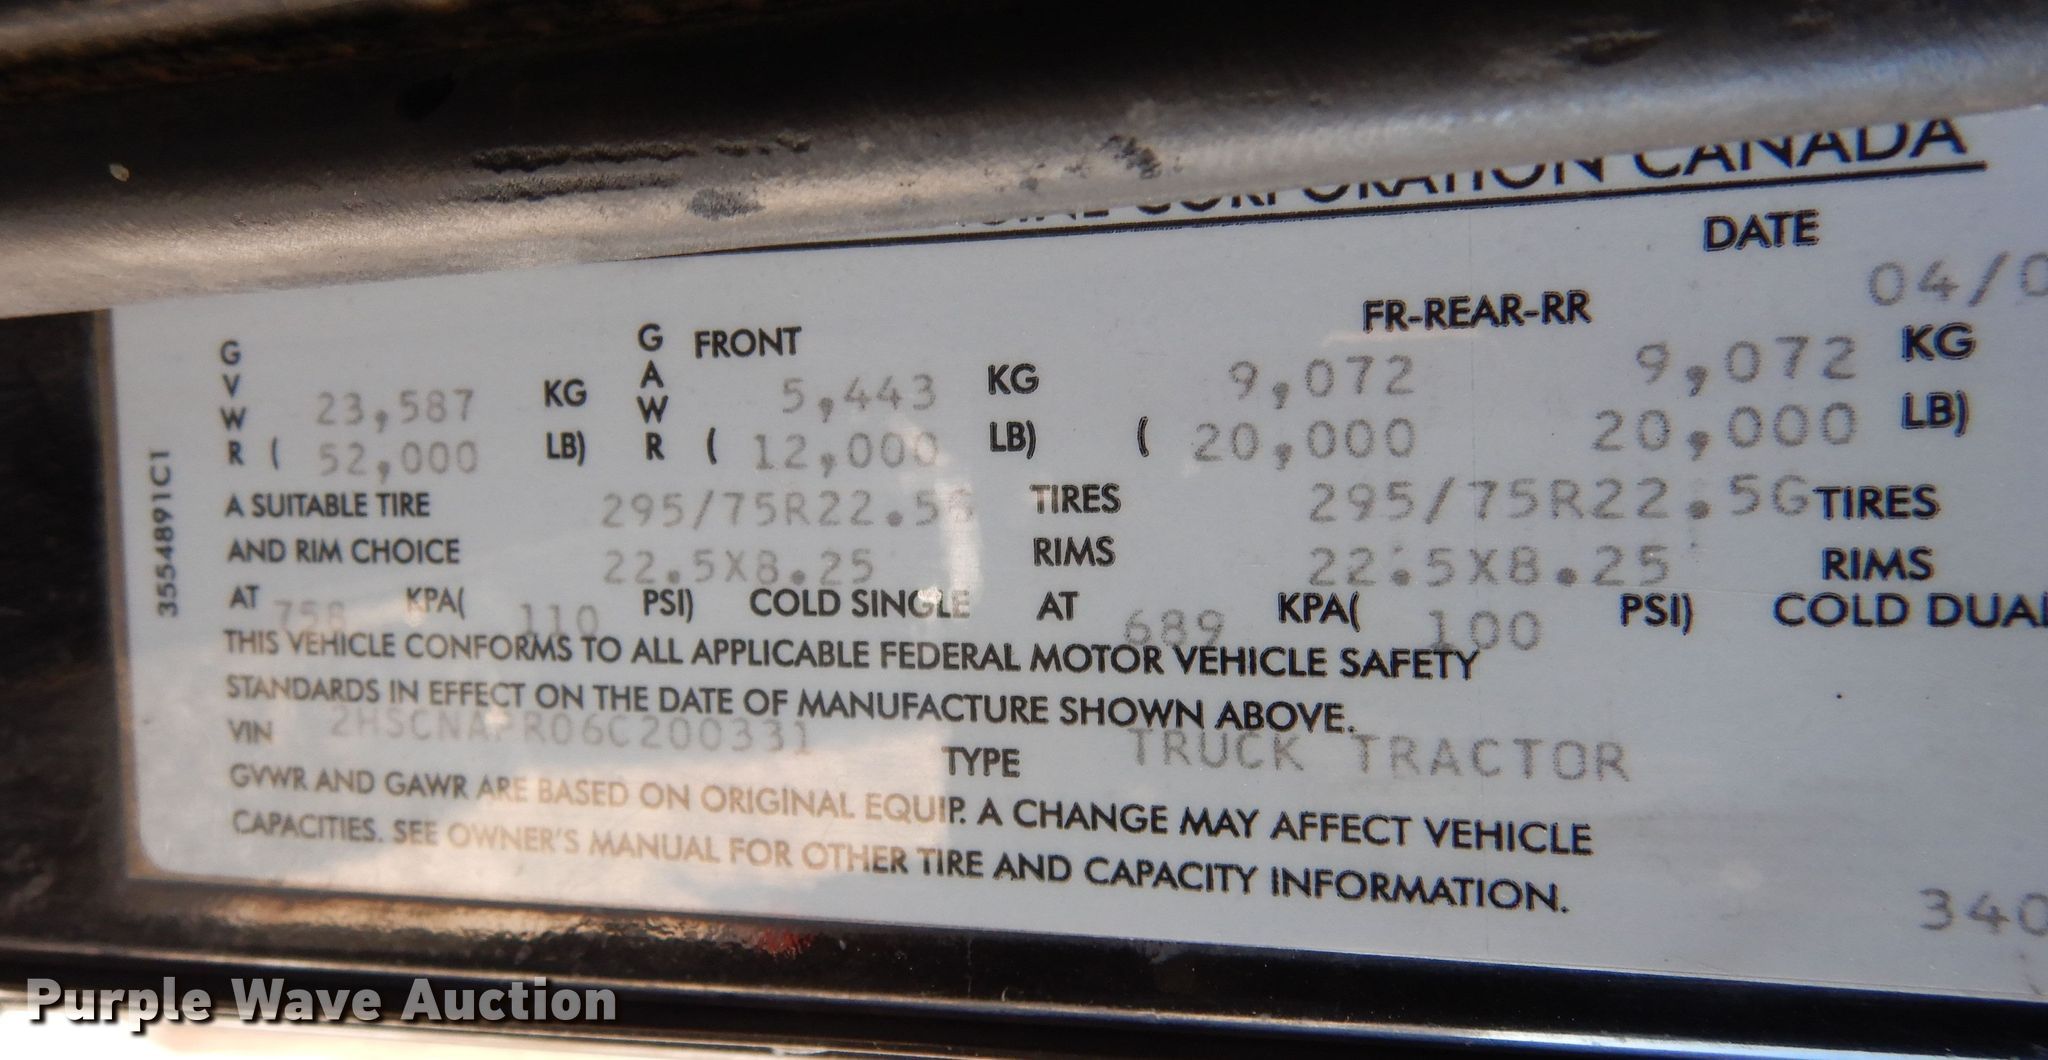 CORPORATION CANADA
DATE
04/0
G V W R 23,587 KG
( 52,000 LB)
G A W R FRONT 5,443 KG
( 12,000 LB)
FR-REAR-RR
9,072 9,072 KG
( 20,000 20,000 LB)
A SUITABLE TIRE 295/75R22.5G TIRES 295/75R22.5G TIRES
AND RIM CHOICE 22.5X8.25 RIMS 22.5X8.25 RIMS
AT 758 KPA( 110 PSI) COLD SINGLE AT 689 KPA( 100 PSI) COLD DUAL
THIS VEHICLE CONFORMS TO ALL APPLICABLE FEDERAL MOTOR VEHICLE SAFETY
STANDARDS IN EFFECT ON THE DATE OF MANUFACTURE SHOWN ABOVE.
VIN 2HSCNAPR06C200331 TYPE TRUCK TRACTOR
GVWR AND GAWR ARE BASED ON ORIGINAL EQUIP. A CHANGE MAY AFFECT VEHICLE
CAPACITIES. SEE OWNER'S MANUAL FOR OTHER TIRE AND CAPACITY INFORMATION.
340
3554891C1
Purple Wave Auction